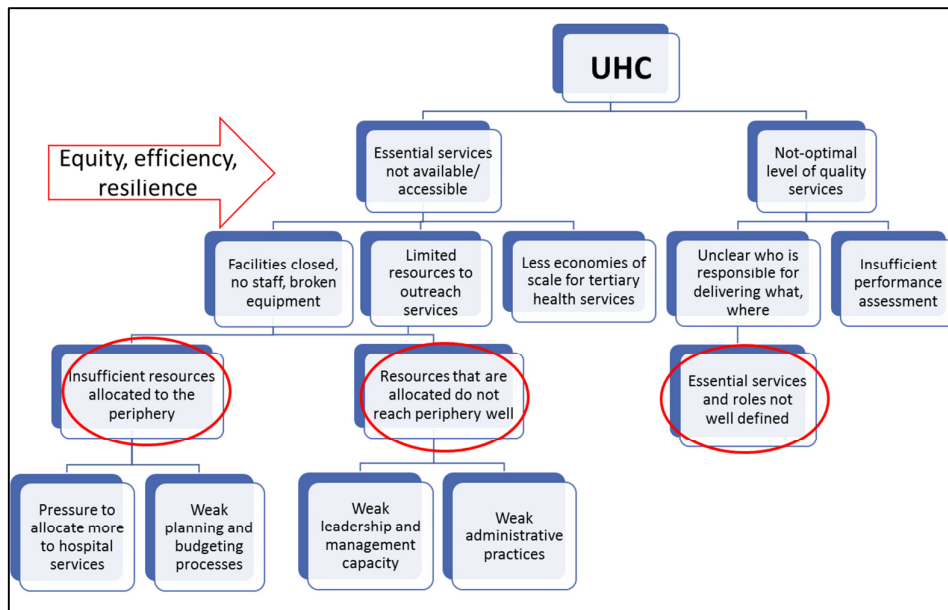 UHC
Equity, efficiency,
resilience
Essential services
not available/
accessible
Not-optimal
level of quality
services
Facilities closed,
no staff, broken
equipment
Limited
resources to
outreach
services
Less economies of
scale for tertiary
health services
Unclear who is
responsible for
delivering what,
where
Insufficient
performance
assessment
Insufficient resources
allocated to the
periphery
Resources that are
allocated do not
reach periphery well
Essential services
and roles not
well defined
Pressure to
allocate more
to hospital
services
Weak
planning and
budgeting
processes
Weak
leadership and
management
capacity
Weak
administrative
practices